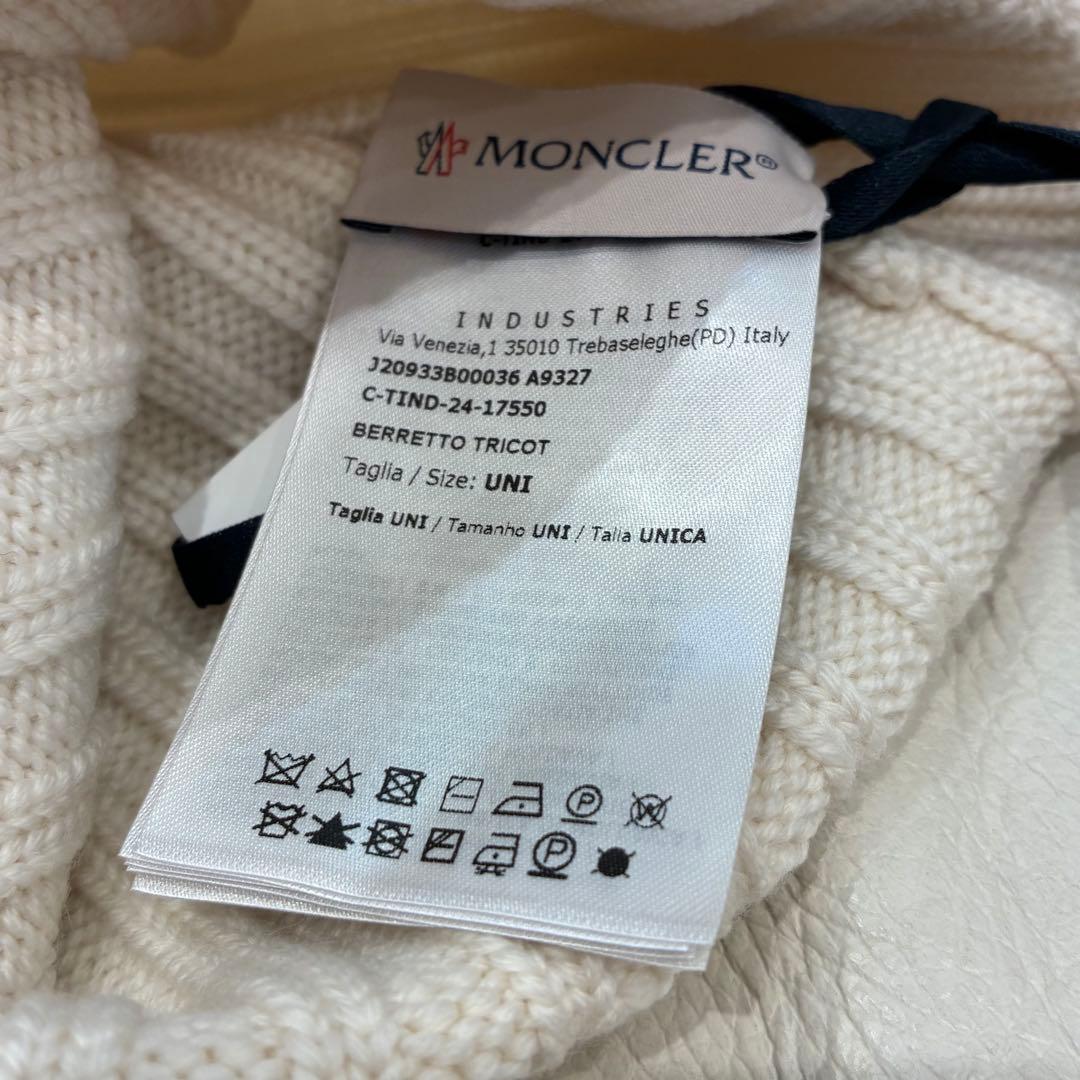 MONCLER®
INDUSTRIES
Via Venezia,1 35010 Trebaseleghe(PD) Italy
J20933B00036 A9327
C-TIND-24-17550
BERRETTO TRICOT
Taglia / Size: UNI
Taglia UNI / Tamanho UNI / Talla UNICA
P
W
P